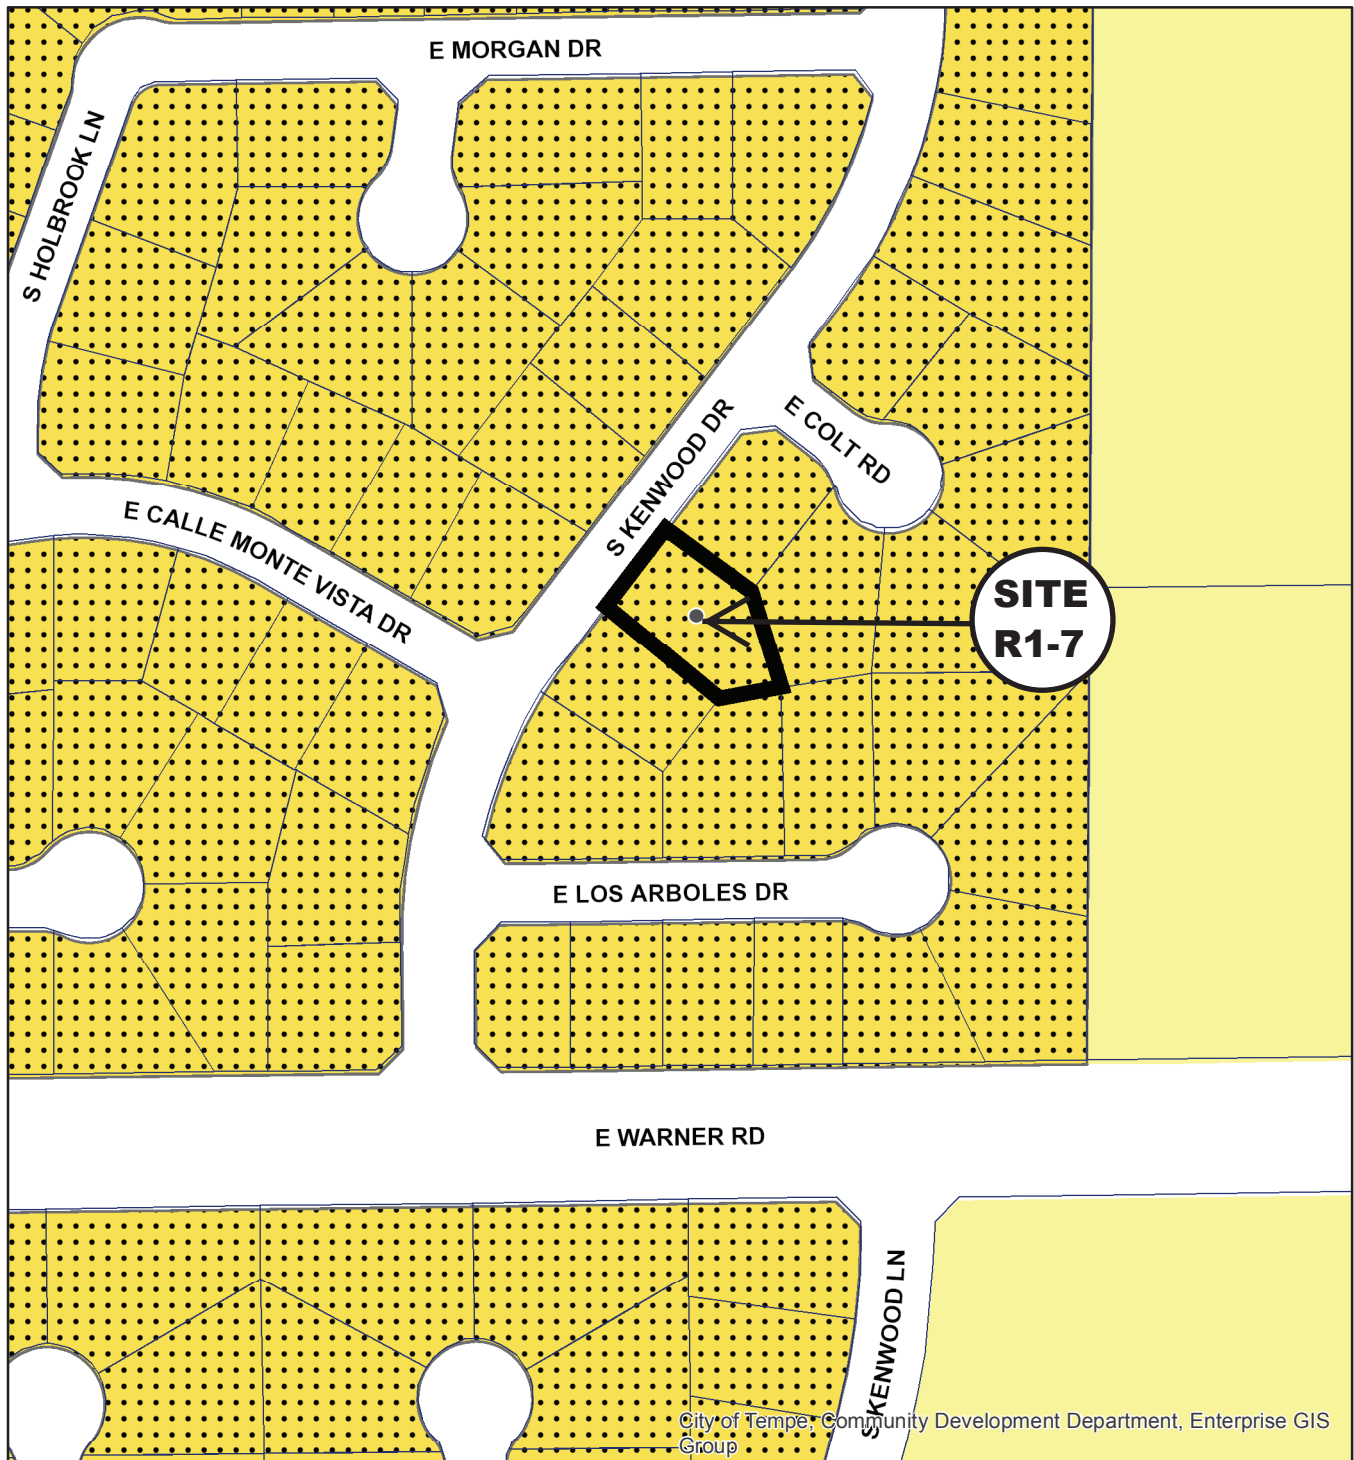 E MORGAN DR
S HOLBROOK LN
E COLT RD
S KENWOOD DR
E CALLE MONTE VISTA DR
SITE
R1-7
E LOS ARBOLES DR
E WARNER RD
S KENWOOD LN
City of Tempe, Community Development Department, Enterprise GIS
Group